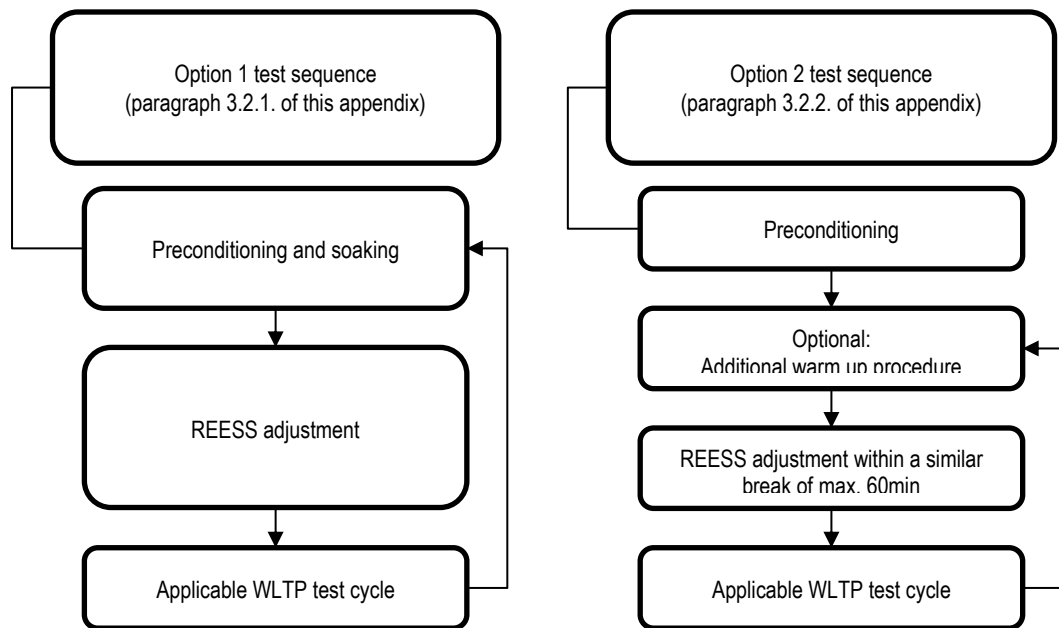 Option 1 test sequence
(paragraph 3.2.1. of this appendix)
Preconditioning and soaking
REESS adjustment
Applicable WLTP test cycle
Option 2 test sequence
(paragraph 3.2.2. of this appendix)
Preconditioning
Optional:
Additional warm up procedure
REESS adjustment within a similar
break of max. 60min
Applicable WLTP test cycle